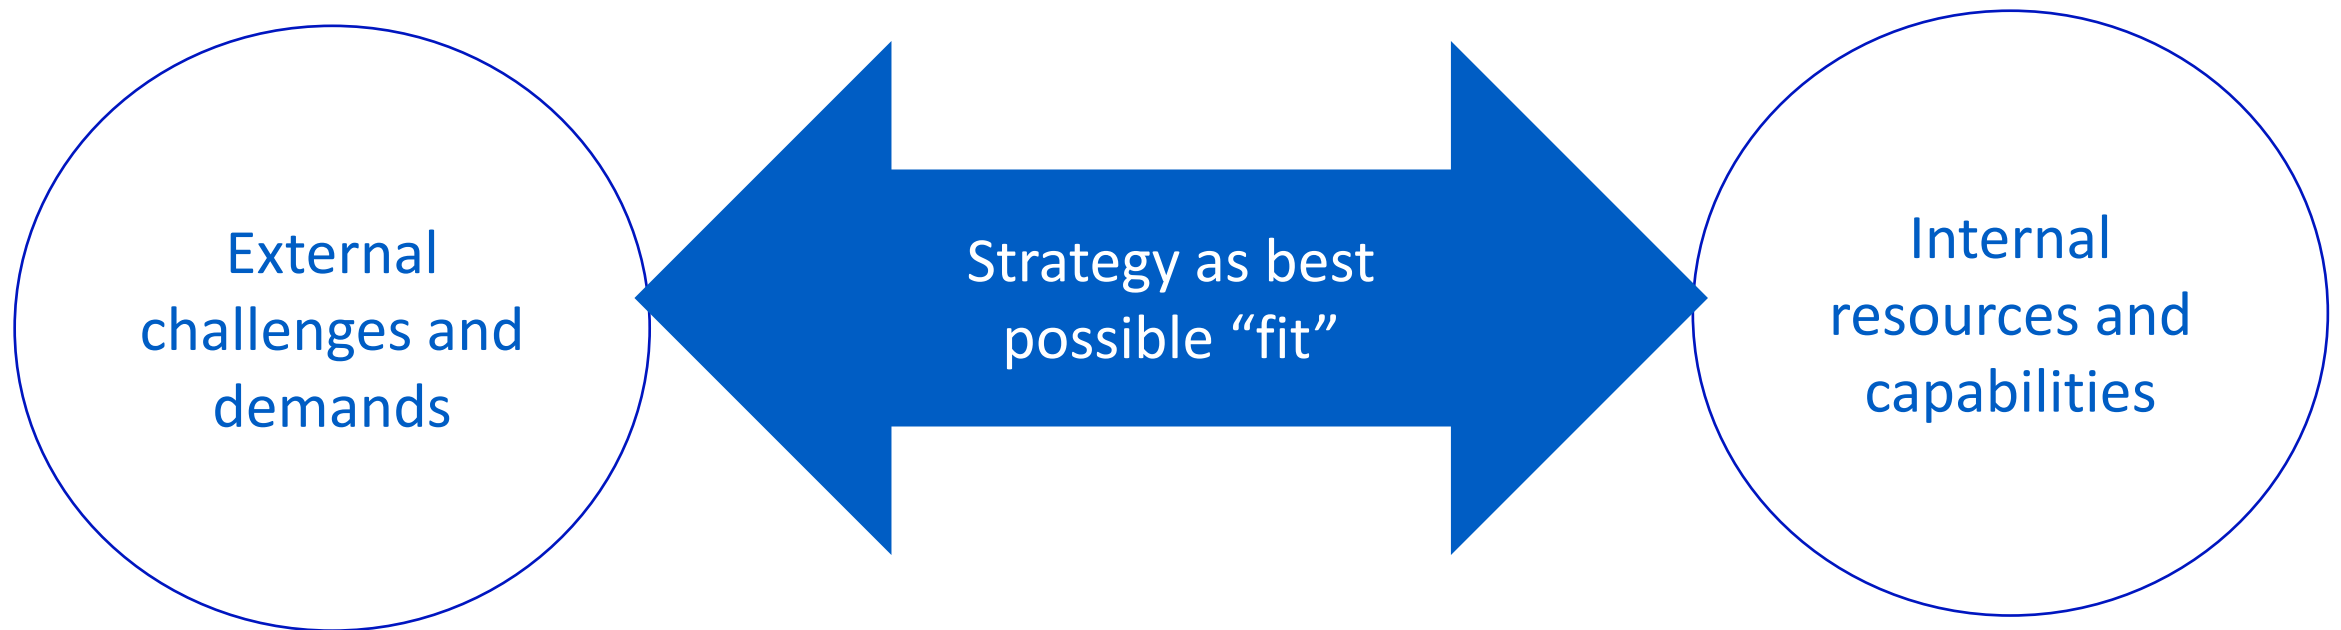 External
challenges and
demands
Strategy as best
possible “fit”
Internal
resources and
capabilities